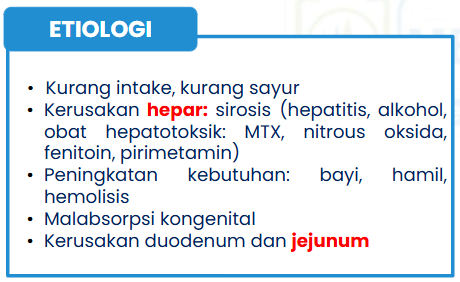 ETIOLOGI
• Kurang intake, kurang sayur
• Kerusakan hepar: sirosis (hepatitis, alkohol,
obat hepatotoksik: MTX, nitrous oksida,
fenitoin, pirimetamin)
• Peningkatan kebutuhan: bayi, hamil,
hemolisis
• Malabsorpsi kongenital
• Kerusakan duodenum dan jejunum